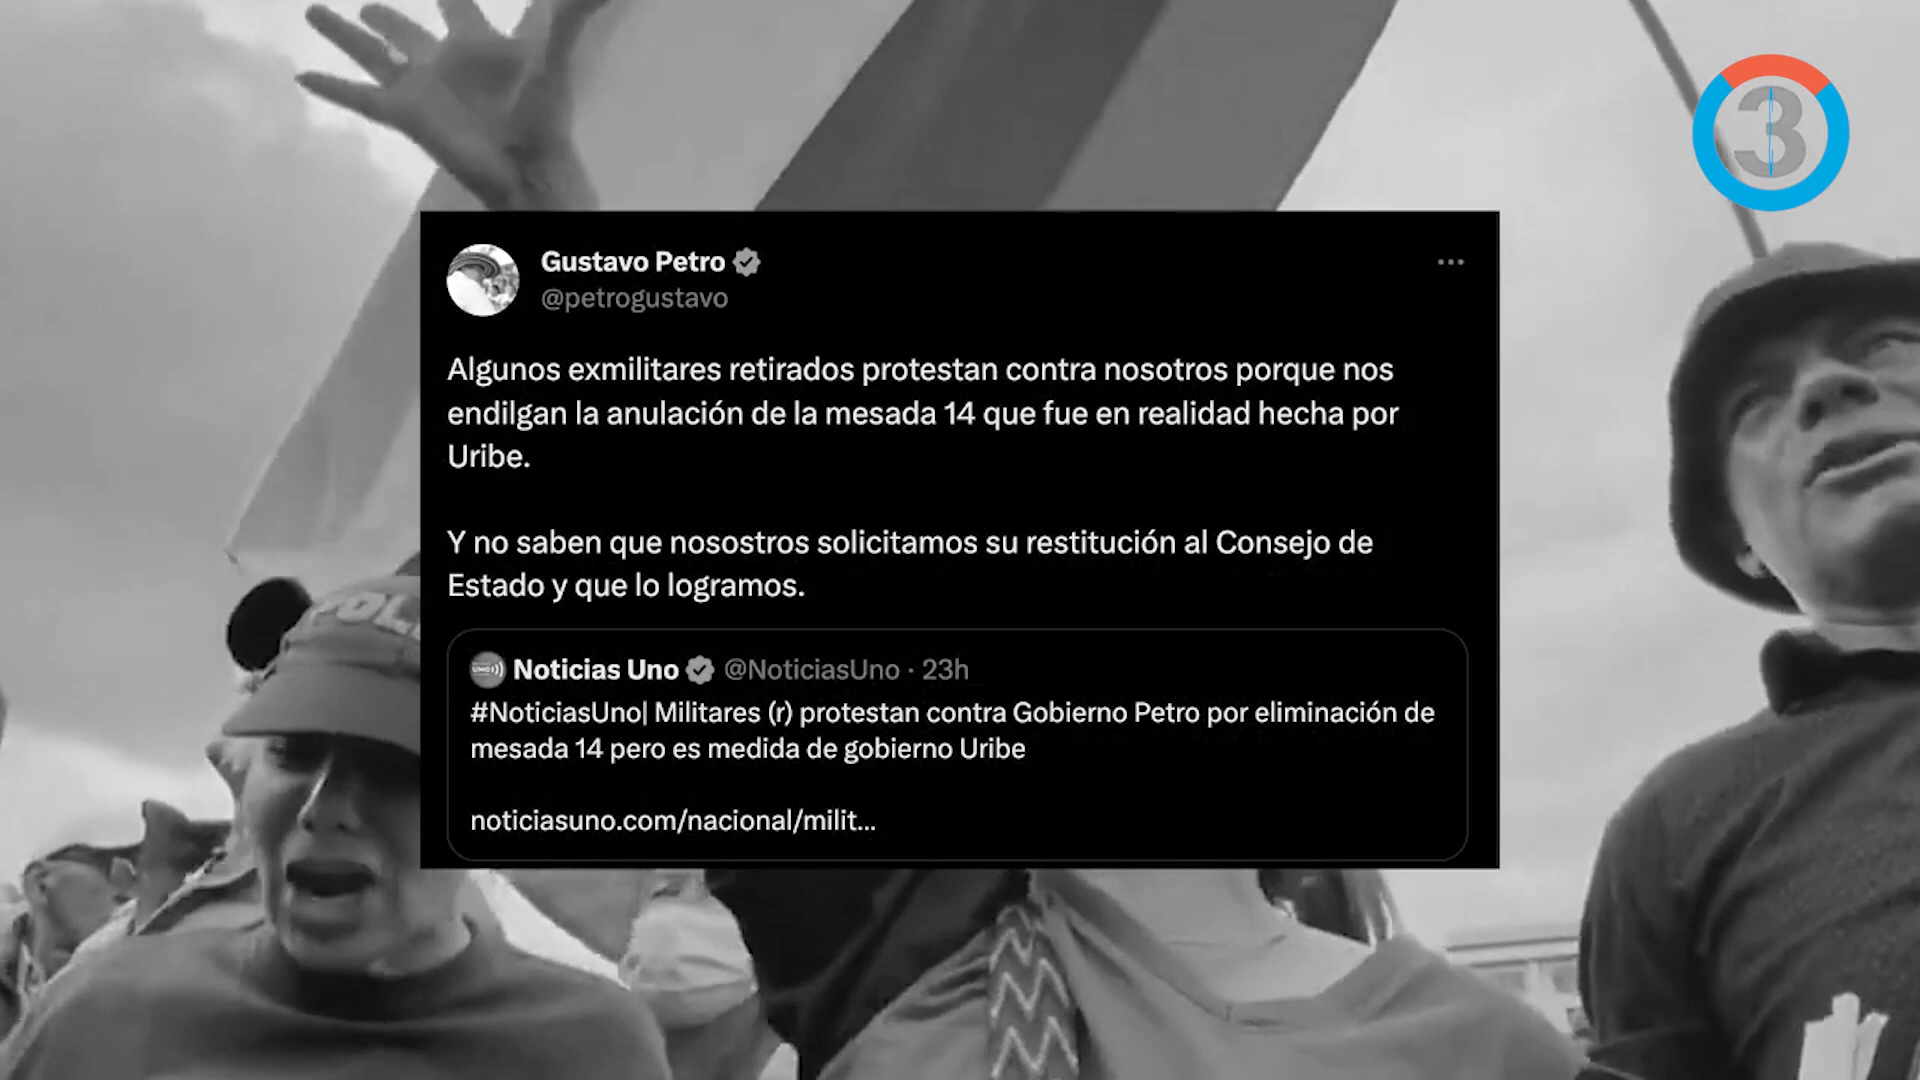 3
Gustavo Petro
@petrogustavo
Algunos exmilitares retirados protestan contra nosotros porque nos
endilgan la anulación de la mesada 14 que fue en realidad hecha por
Uribe.
Y no saben que nosostros solicitamos su restitución al Consejo de
Estado y que lo logramos.
UNO
Noticias Uno @NoticiasUno · 23h
#NoticiasUno| Militares (r) protestan contra Gobierno Petro por eliminación de
mesada 14 pero es medida de gobierno Uribe
noticiasuno.com/nacional/milit...